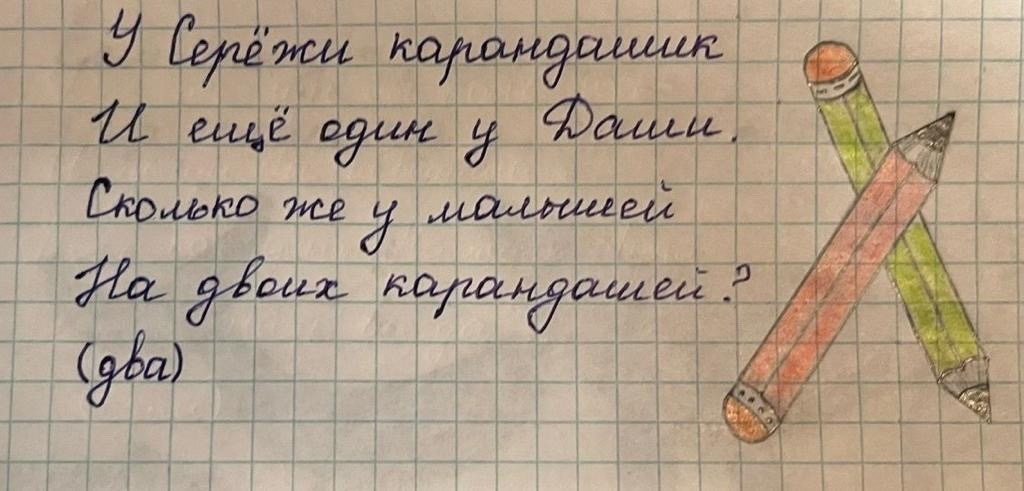 У Серёжи карандашик
И ещё один у Даши.
Сколько же у малышей
На двоих карандашей?
(два)